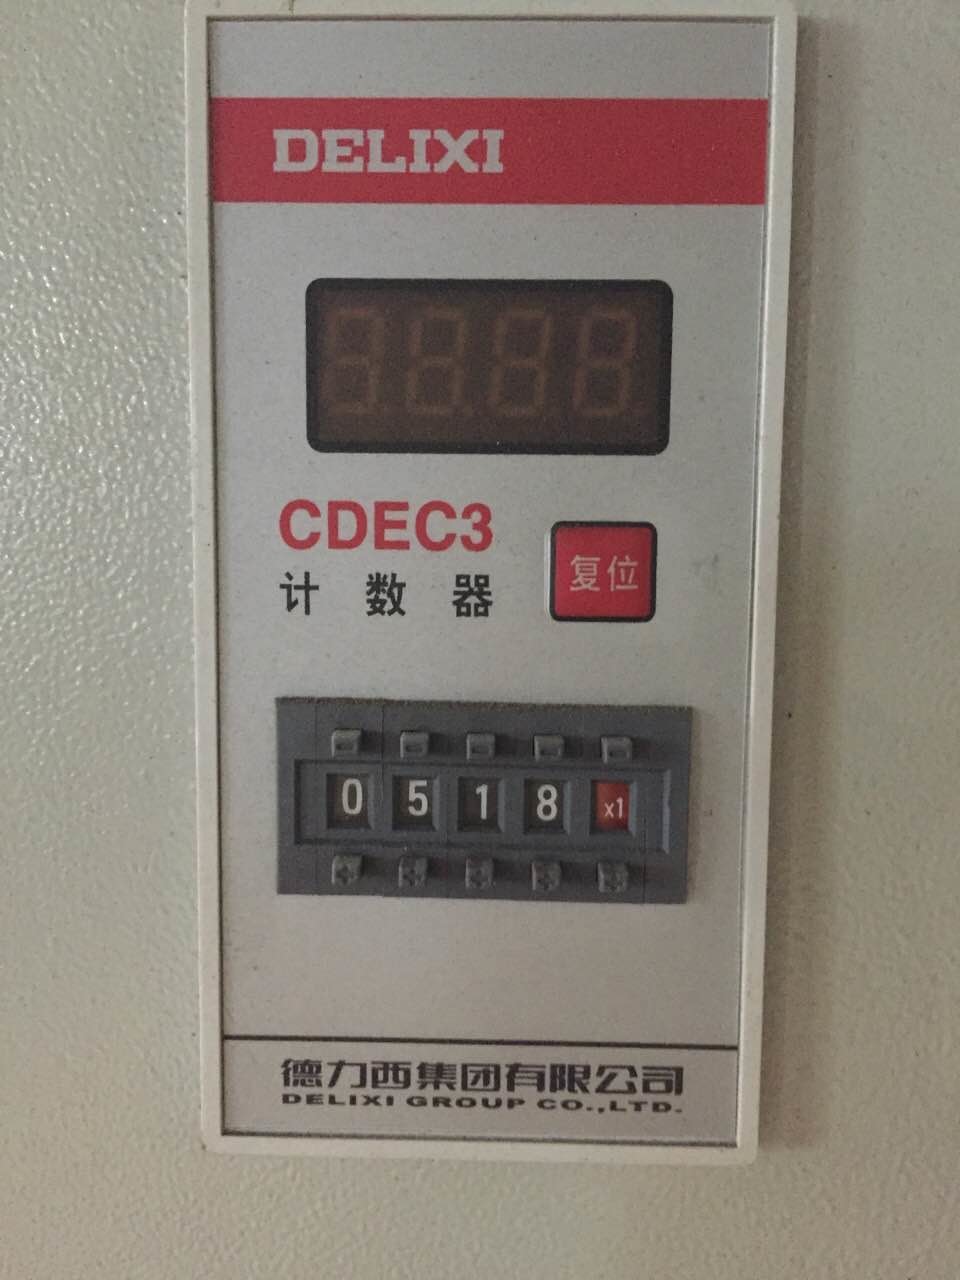 DELIXI
CDEC3
计数器
复位
0 5 1 8 x1
德力西集团有限公司
DELIXI GROUP CO.,LTD.